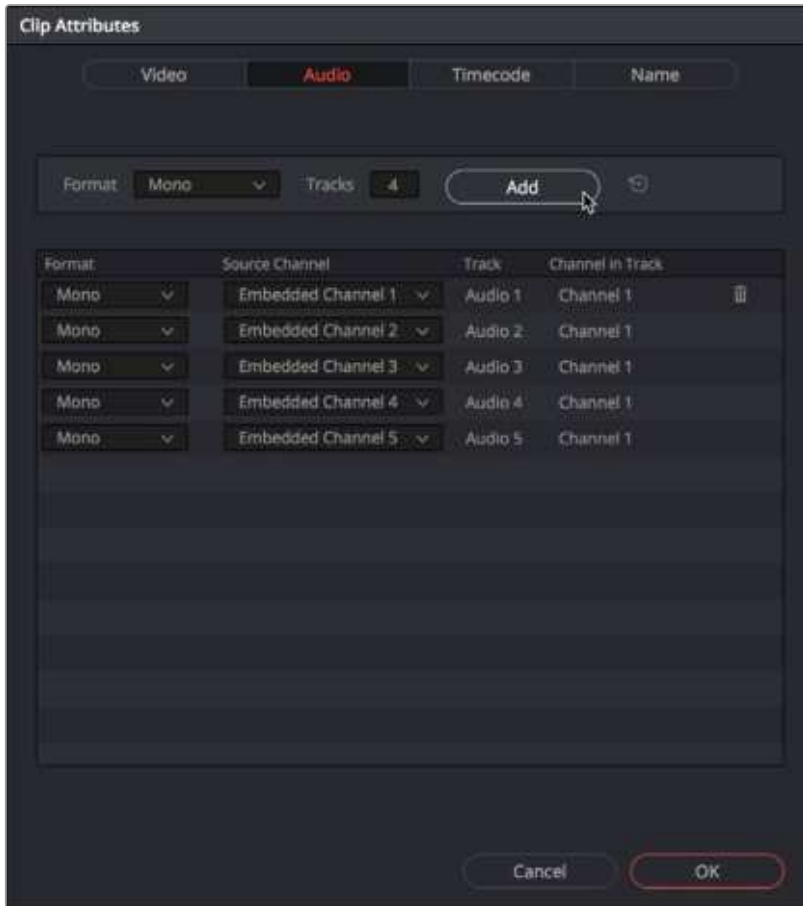 Clip Attributes
Video Audio Timecode Name
Format Mono Tracks 4 Add
Format Source Channel Track Channel in Track
Mono Embedded Channel 1 Audio 1 Channel 1
Mono Embedded Channel 2 Audio 2 Channel 1
Mono Embedded Channel 3 Audio 3 Channel 1
Mono Embedded Channel 4 Audio 4 Channel 1
Mono Embedded Channel 5 Audio 5 Channel 1
Cancel OK